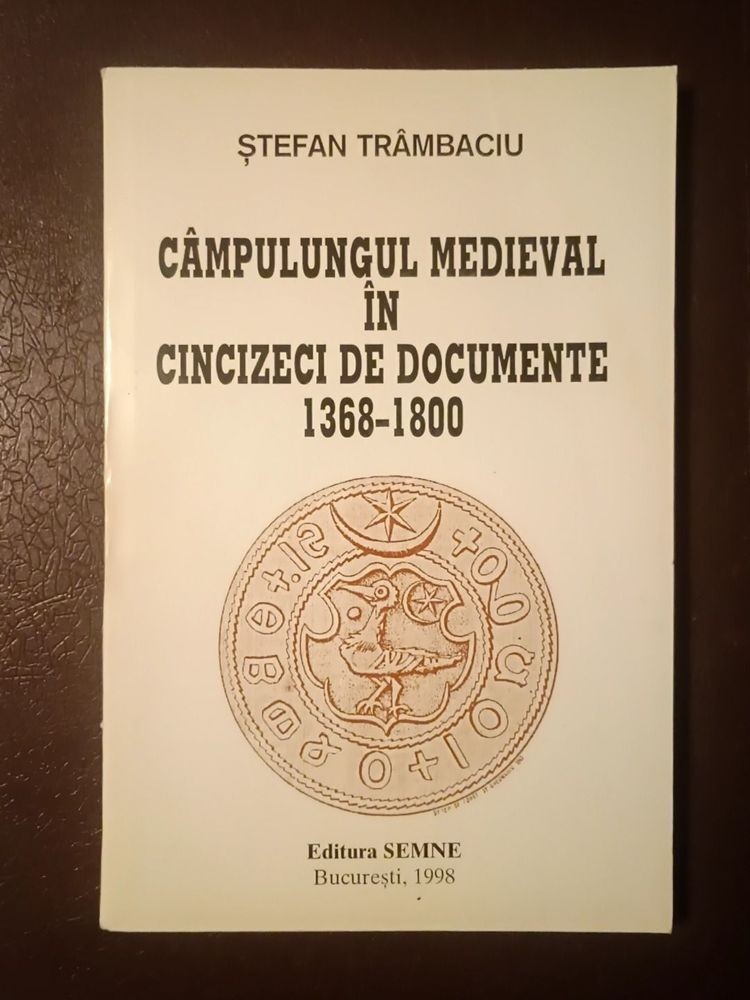 ȘTEFAN TRÂMBACIU
CÂMPULUNGUL MEDIEVAL
ÎN
CINCIZECI DE DOCUMENTE
1368-1800
Editura SEMNE
București, 1998